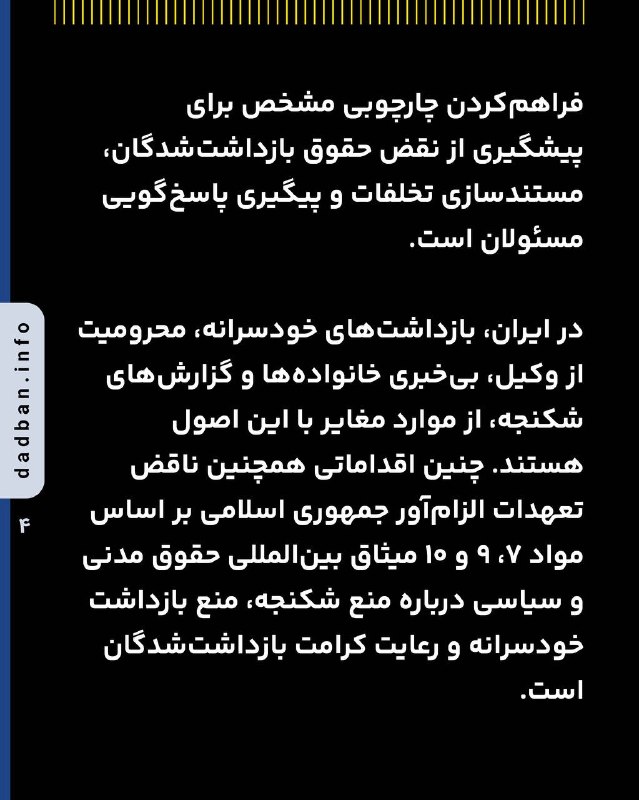 فراهم‌کردن چارچوبی مشخص برای
پیشگیری از نقض حقوق بازداشت‌شدگان،
مستندسازی تخلفات و پیگیری پاسخ‌گویی
مسئولان است.
در ایران، بازداشت‌های خودسرانه، محرومیت
از وکیل، بی‌خبری خانواده‌ها و گزارش‌های
شکنجه، از موارد مغایر با این اصول
هستند. چنین اقداماتی همچنین ناقض
تعهدات الزام‌آور جمهوری اسلامی بر اساس
مواد ۷، ۹ و ۱۰ میثاق بین‌المللی حقوق مدنی
و سیاسی درباره منع شکنجه، منع بازداشت
خودسرانه و رعایت کرامت بازداشت‌شدگان
است.
dadban.info
۴